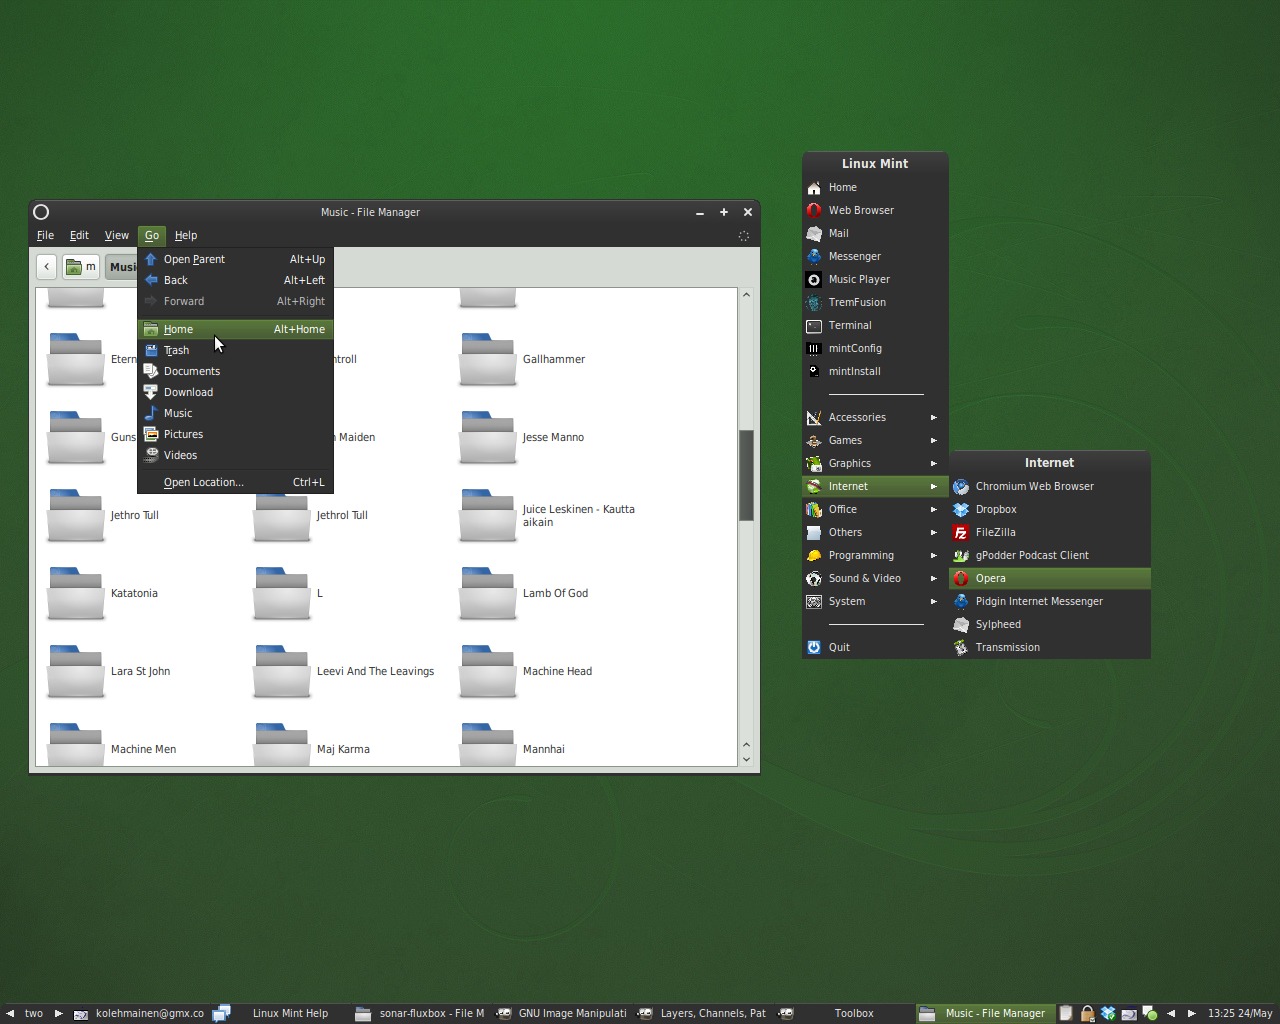 Music - File Manager
File Edit View Go Help
m
Open Parent Alt+Up
Back Alt+Left
Forward Alt+Right
Home Alt+Home
Trash
Documents
Download
Music
Pictures
Videos
Open Location... Ctrl+L
Gallhammer
Jesse Manno
Jethro Tull
Jethrol Tull
Juice Leskinen - Kautta
aikain
Katatonia
L
Lamb Of God
Lara St John
Leevi And The Leavings
Machine Head
Machine Men
Maj Karma
Mannhai
Linux Mint
Home
Web Browser
Mail
Messenger
Music Player
TremFusion
Terminal
mintConfig
mintInstall
Accessories
Games
Graphics
Internet
Office
Others
Programming
Sound & Video
System
Quit
Internet
Chromium Web Browser
Dropbox
FileZilla
gPodder Podcast Client
Opera
Pidgin Internet Messenger
Sylpheed
Transmission
two kolehmainen@gmx.co Linux Mint Help sonar-fluxbox - File M GNU Image Manipulati Layers, Channels, Pat Toolbox Music - File Manager 13:25 24/May